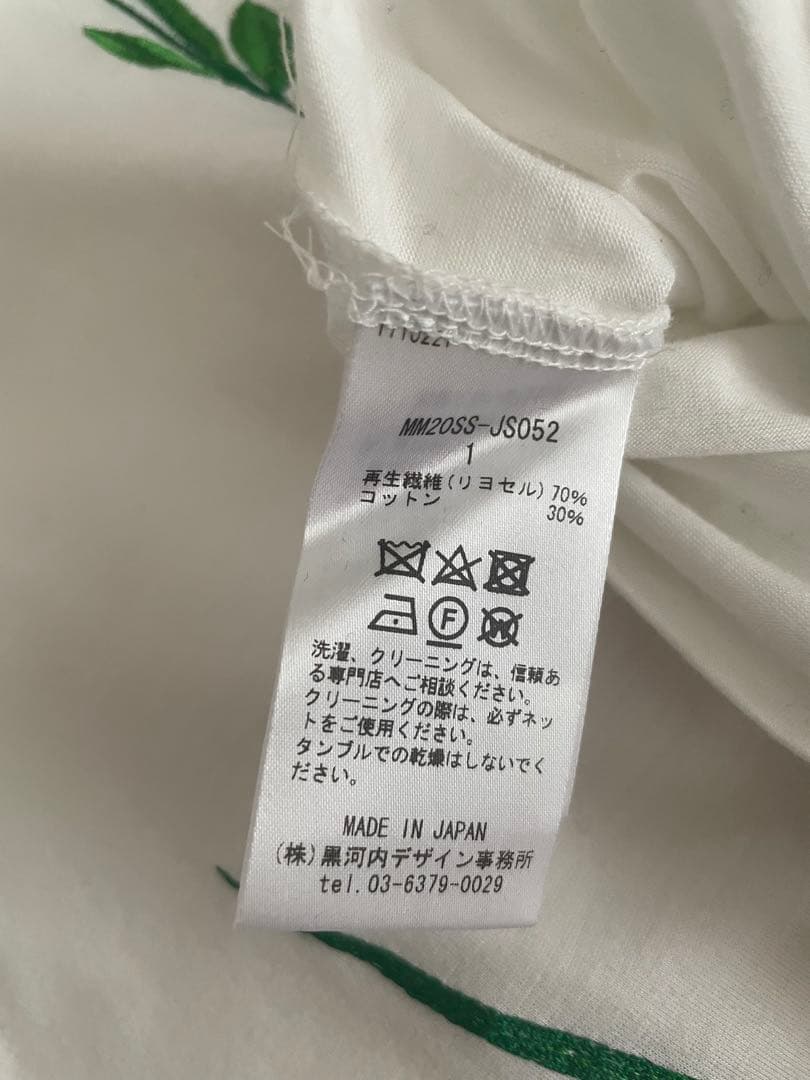 MM20SS-JS052
1
再生繊維(リヨセル) 70%
コットン 30%
F
W
洗濯、クリーニングは、信頼あ
る専門店へご相談ください。
クリーニングの際は、必ずネッ
トをご使用ください。
タンブルでの乾燥はしないでく
ださい。
MADE IN JAPAN
(株)黒河内デザイン事務所
tel.03-6379-0029